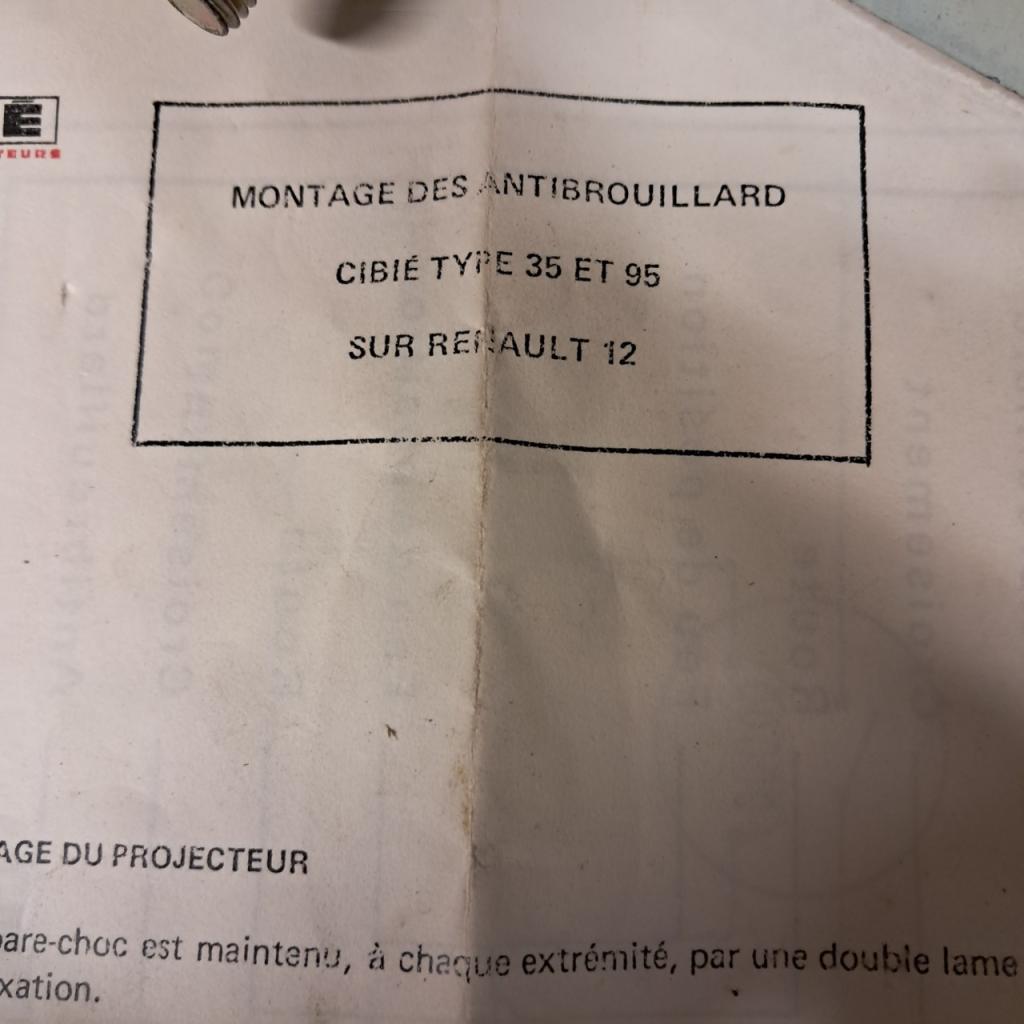 É
TEURS
MONTAGE DES ANTIBROUILLARD
CIBIÉ TYPE 35 ET 95
SUR RENAULT 12
AGE DU PROJECTEUR
pare-choc est maintenu, à chaque extrémité, par une double lame
xation.